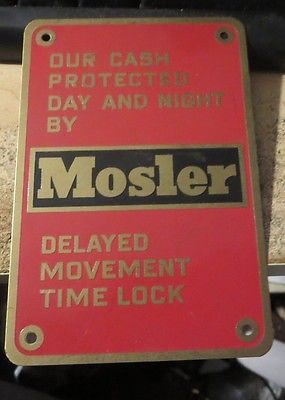 OUR CASH
PROTECTED
DAY AND NIGHT
BY
Mosler
DELAYED
MOVEMENT
TIME LOCK